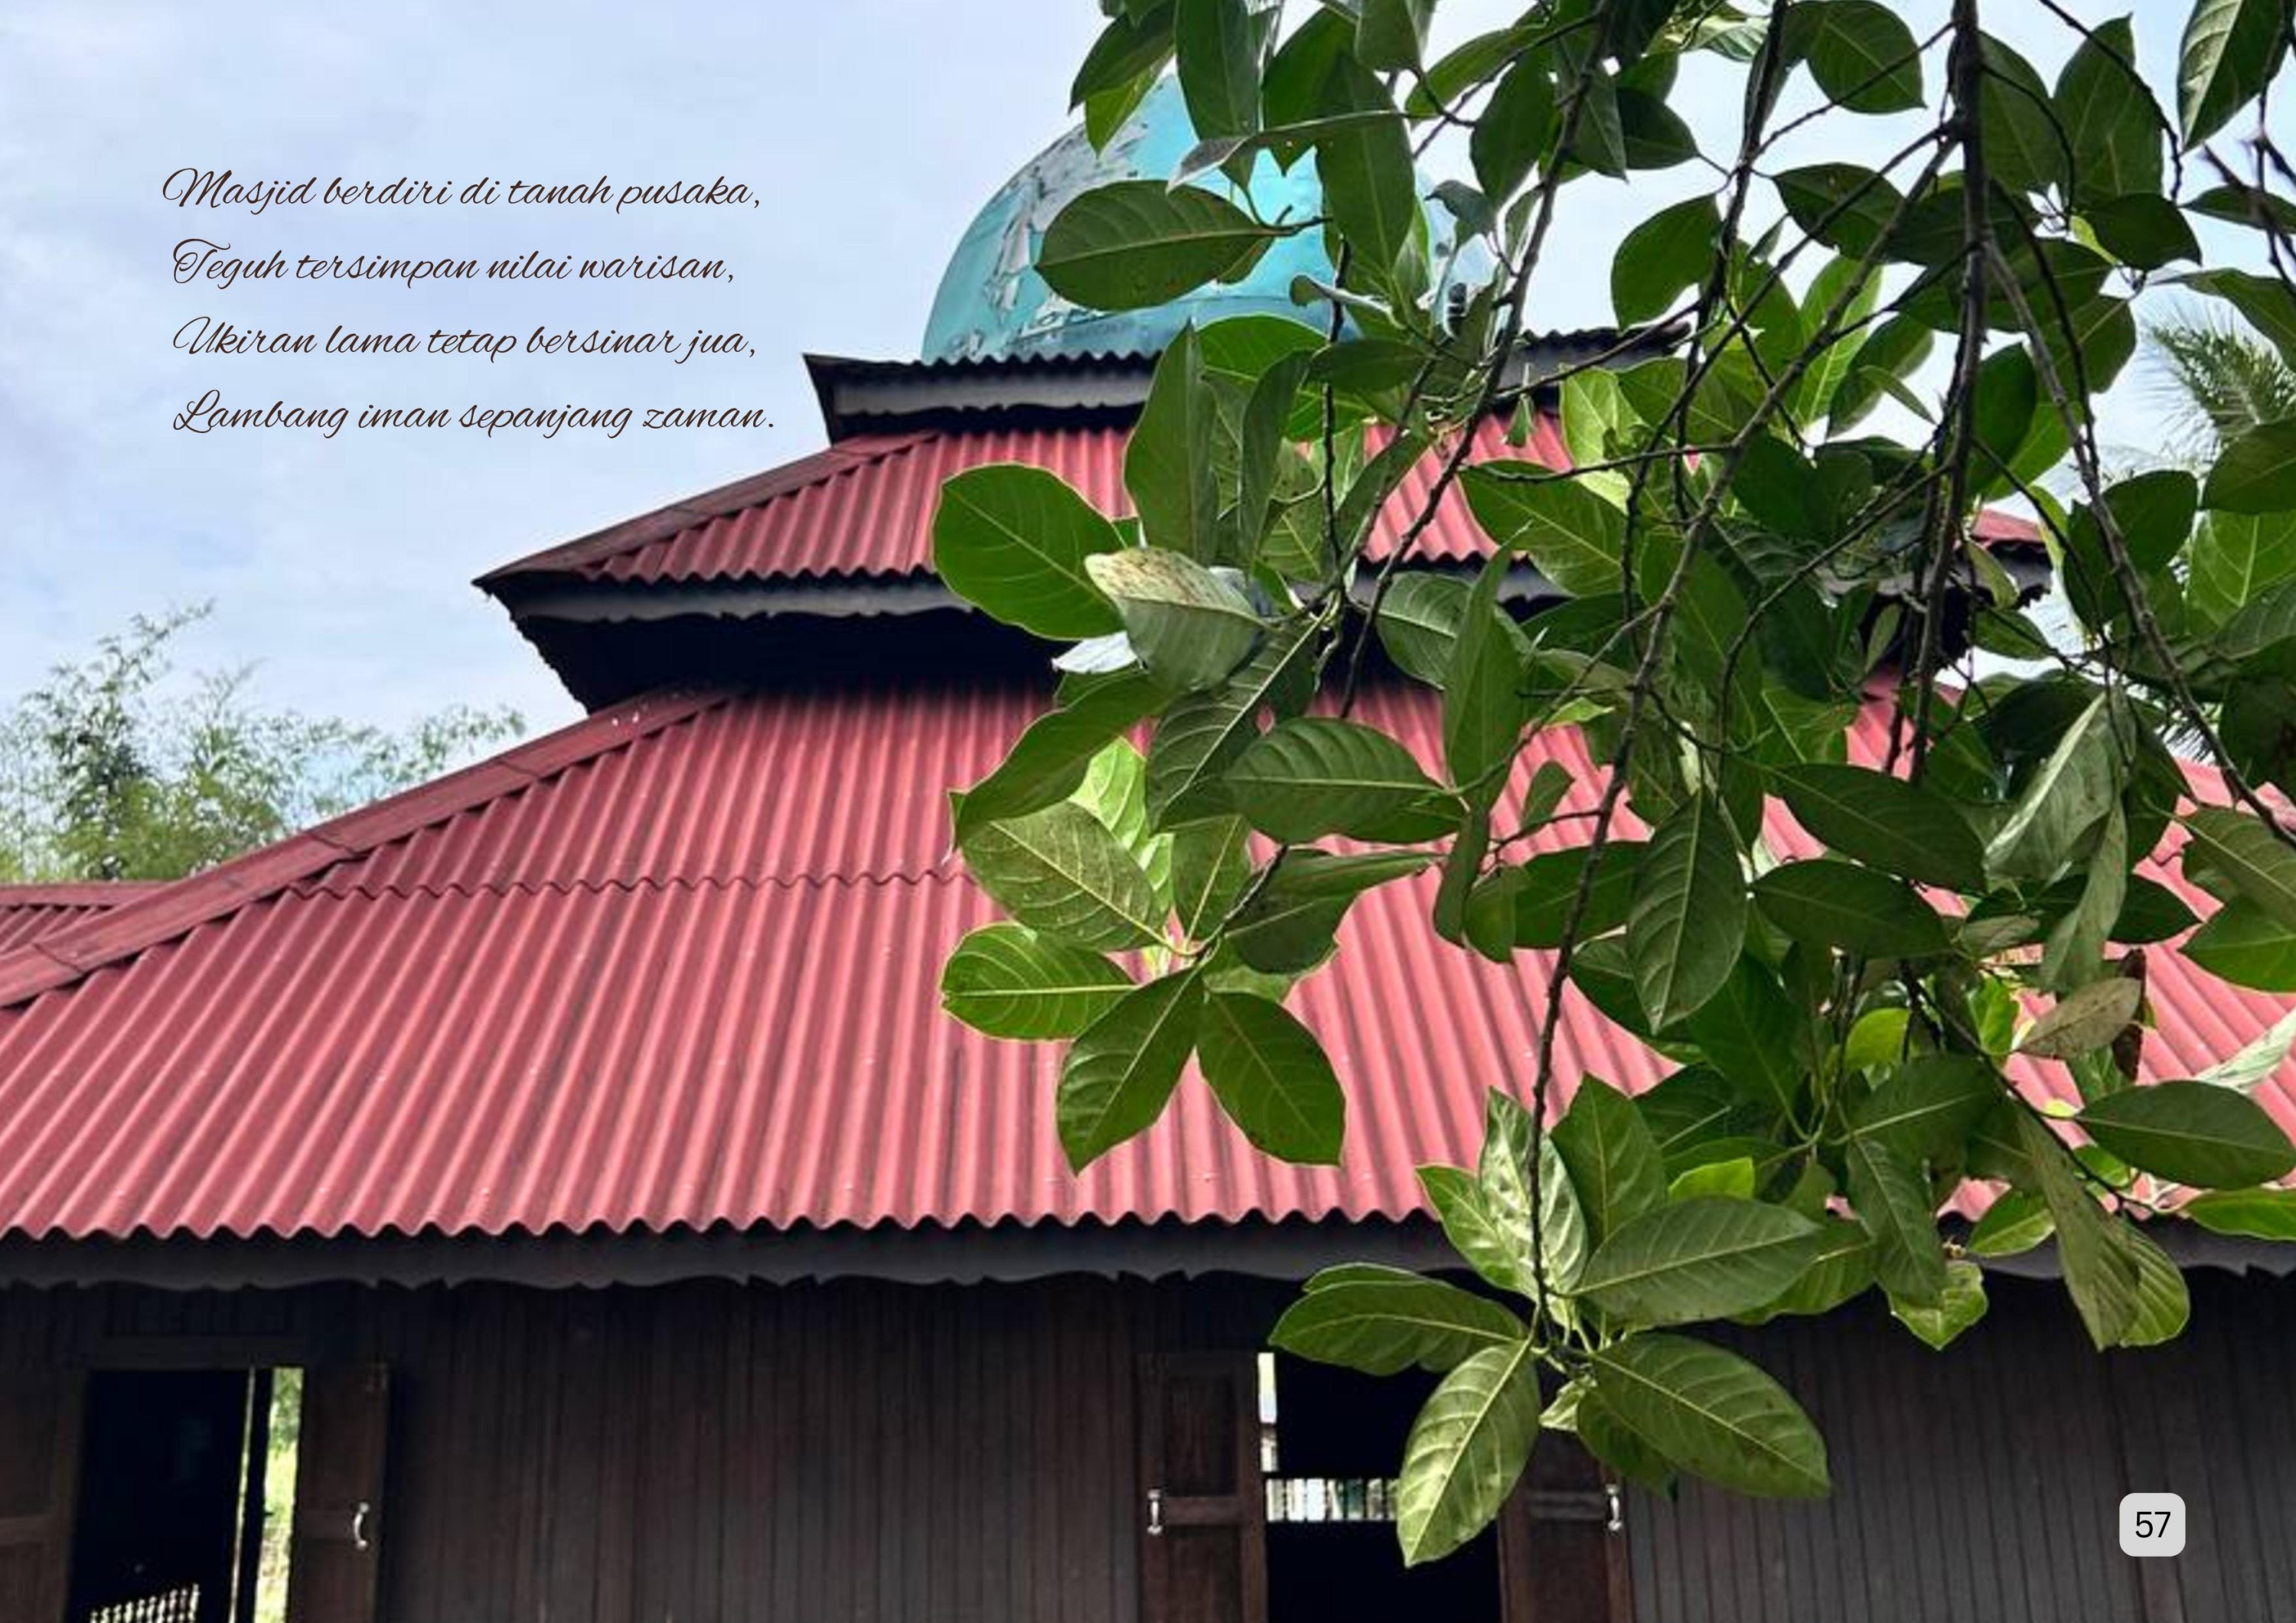 Masjid berdiri di tanah pusaka,
Teguh tersimpan nilai warisan,
Ukiran lama tetap bersinar jua,
Lambang iman sepanjang zaman.
57